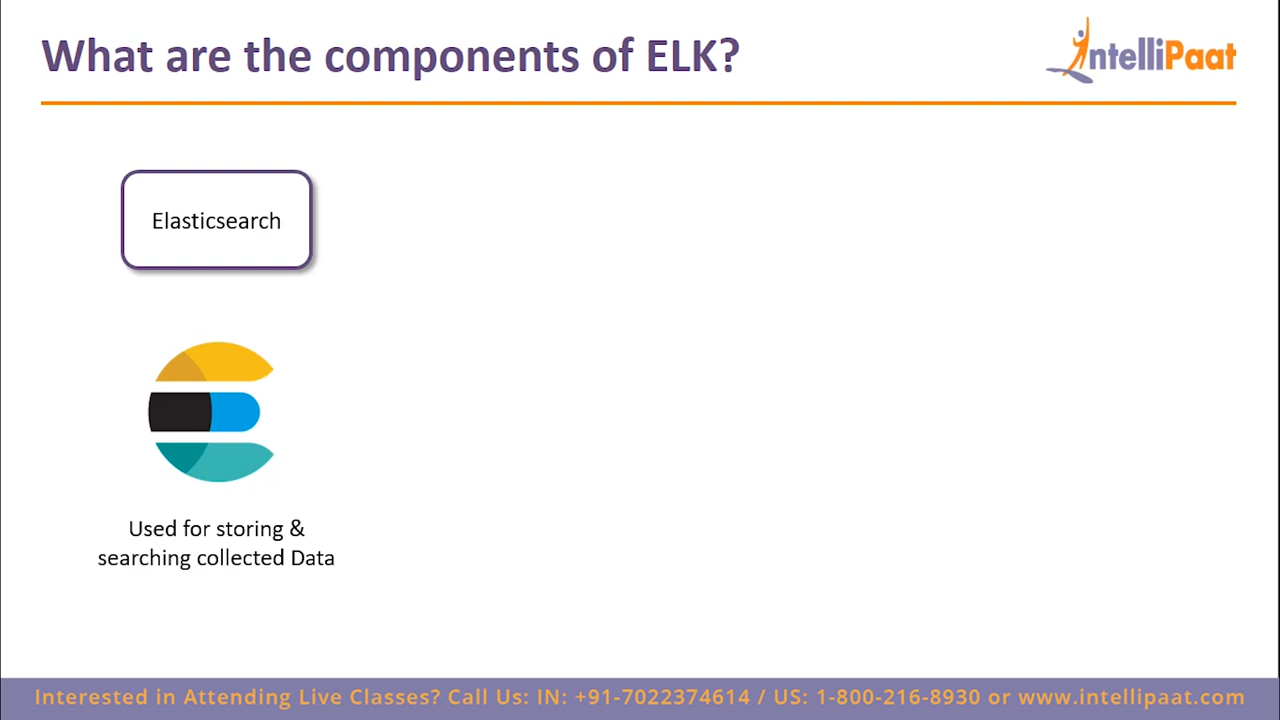 What are the components of ELK?
IntelliPaat
Elasticsearch
Used for storing &
searching collected Data
Interested in Attending Live Classes? Call Us: IN: +91-7022374614 / US: 1-800-216-8930 or www.intellipaat.com